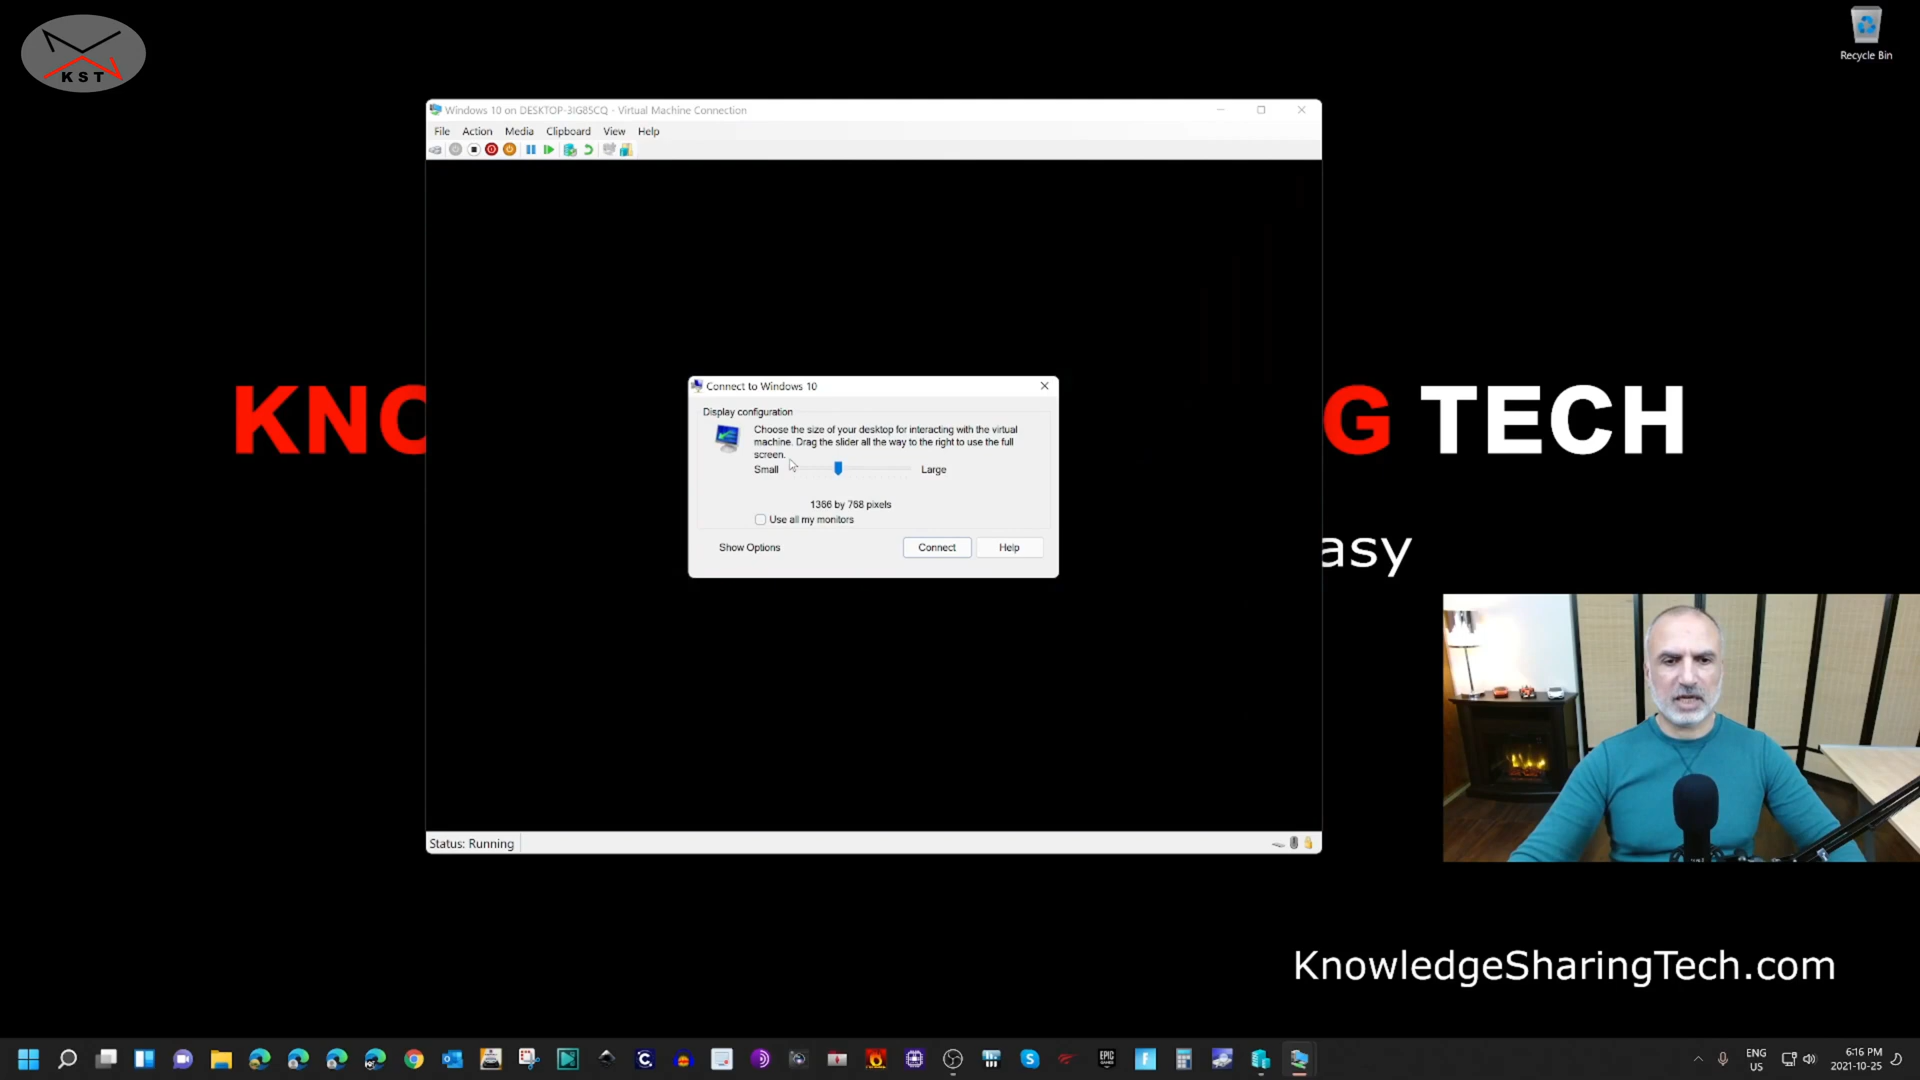 KST
Recycle Bin
Windows 10 on DESKTOP-3IG85CQ - Virtual Machine Connection
File Action Media Clipboard View Help
KNO
G TECH
Connect to Windows 10
Display configuration
Choose the size of your desktop for interacting with the virtual
machine. Drag the slider all the way to the right to use the full
screen.
Small
Large
1366 by 768 pixels
Use all my monitors
Show Options
Connect
Help
asy
Status: Running
KnowledgeSharingTech.com
EPIC
ENG
US
6:16 PM
2021-10-25